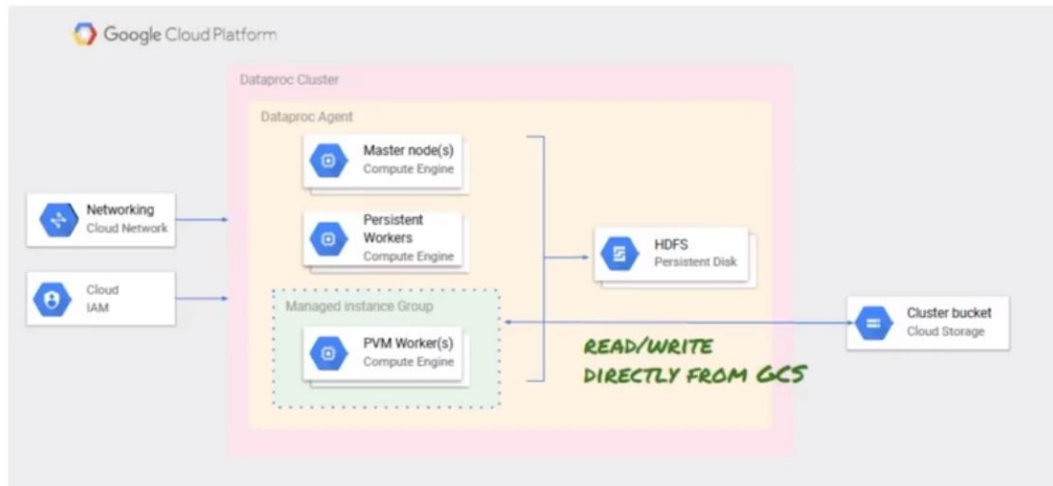 Google Cloud Platform
Dataproc Cluster
Dataproc Agent
Master node(s)
Compute Engine
Networking
Cloud Network
Persistent
Workers
Compute Engine
HDFS
Persistent Disk
Cloud
IAM
Managed instance Group
PVM Worker(s)
Compute Engine
READ/WRITE
DIRECTLY FROM GCS
Cluster bucket
Cloud Storage